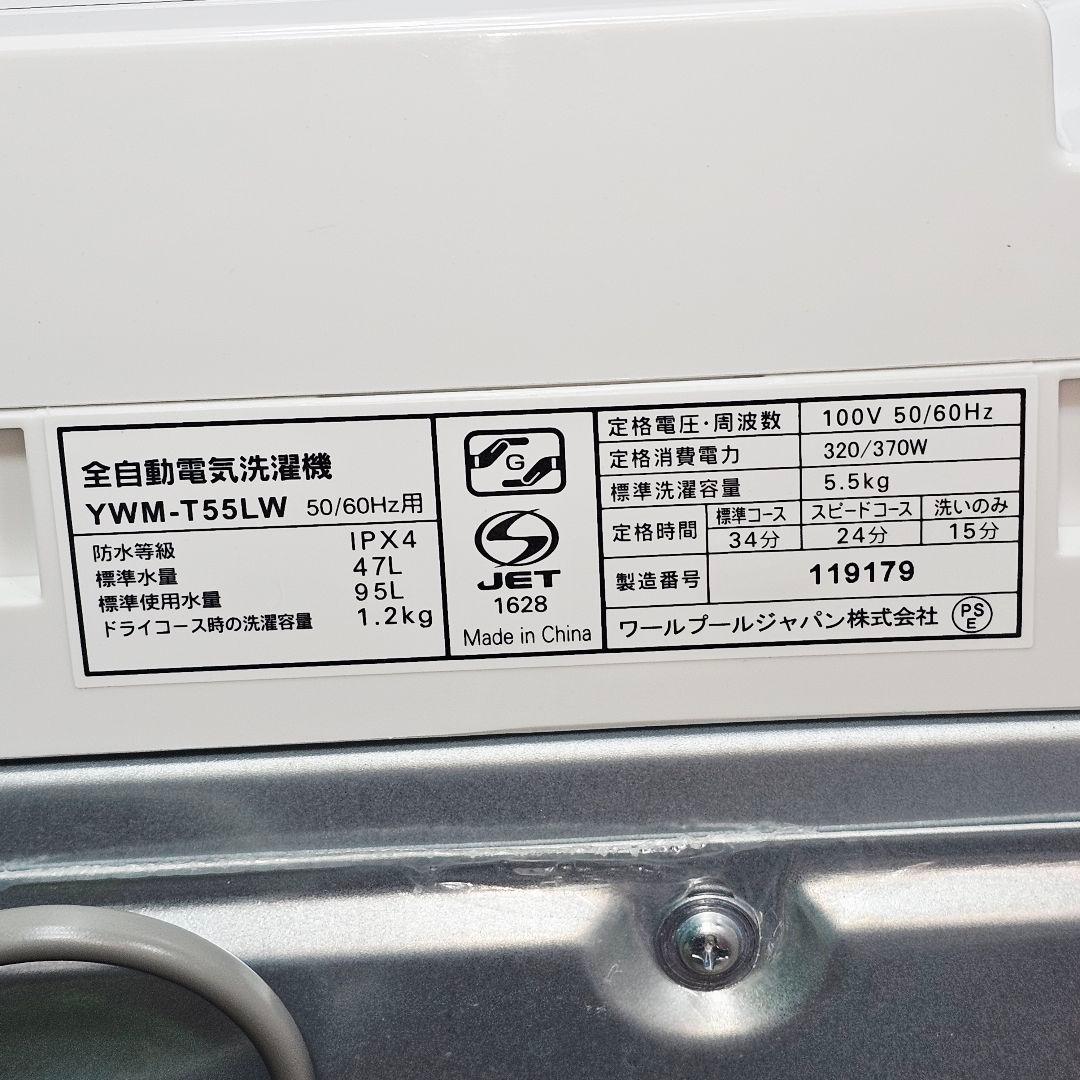 全自動電気洗濯機
YWM-T55LW 50/60Hz用
防水等級 IPX4
標準水量 47L
標準使用水量 95L
ドライコース時の洗濯容量 1.2kg
G
S
JET
1628
Made in China
定格電圧・周波数 100V 50/60Hz
定格消費電力 320/370W
標準洗濯容量 5.5kg
定格時間 標準コース スピードコース 洗いのみ
34分 24分 15分
製造番号 119179
ワールプールジャパン株式会社 PSE